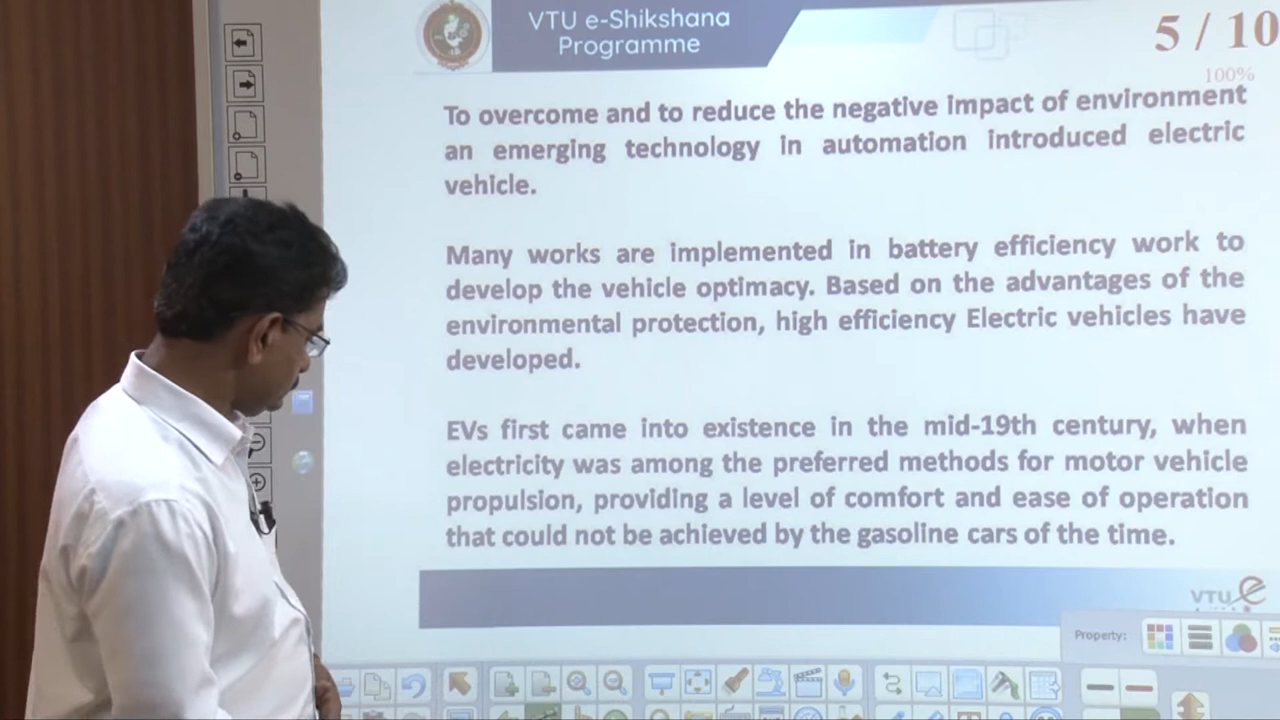 VTU e-Shikshana
Programme
5 / 10
100%
To overcome and to reduce the negative impact of environment
an emerging technology in automation introduced electric
vehicle.
Many works are implemented in battery efficiency work to
develop the vehicle optimacy. Based on the advantages of the
environmental protection, high efficiency Electric vehicles have
developed.
EVs first came into existence in the mid-19th century, when
electricity was among the preferred methods for motor vehicle
propulsion, providing a level of comfort and ease of operation
that could not be achieved by the gasoline cars of the time.
VTU e
Property: